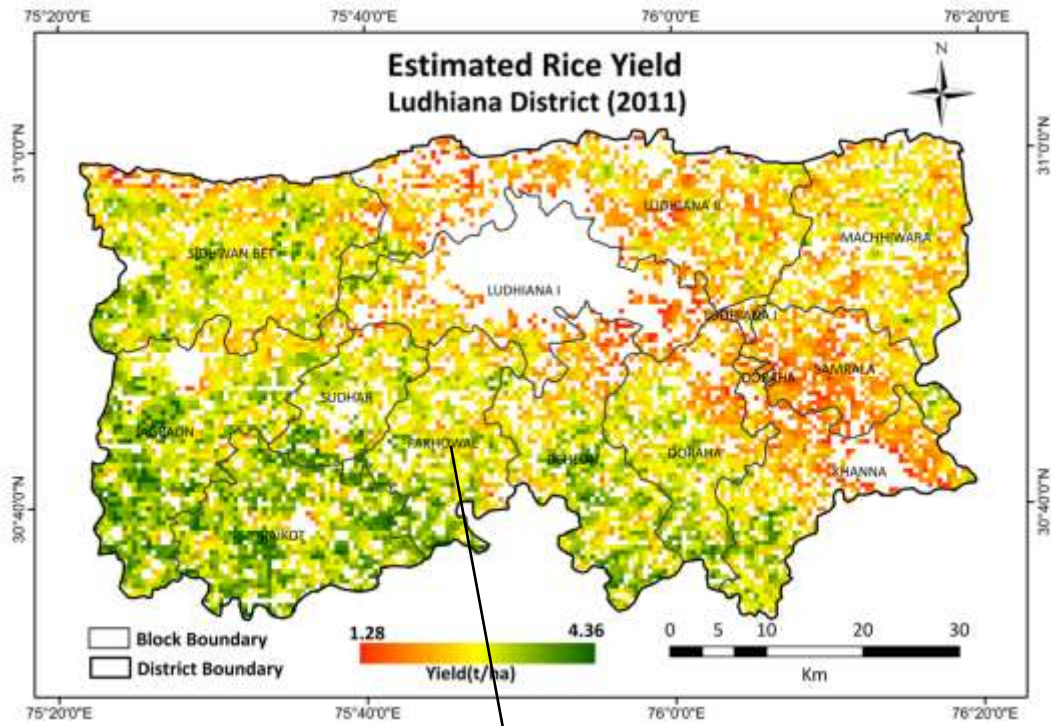 75°20'0"E 75°40'0"E 76°0'0"E 76°20'0"E
Estimated Rice Yield
Ludhiana District (2011)
N
31°0'0"N 31°0'0"N
LUDHIANA II
MACHHIWARA
SIDHWAN BET
LUDHIANA I
LUDHIANA I
DORAHA SAMRALA
SUDHAR
JAGRAON PAKHOWAL DORAHA
KHANNA
30°40'0"N 30°40'0"N
RAIKOT
Block Boundary
District Boundary
1.28 4.36
Yield(t/ha)
0 5 10 20 30
Km
75°20'0"E 75°40'0"E 76°0'0"E 76°20'0"E